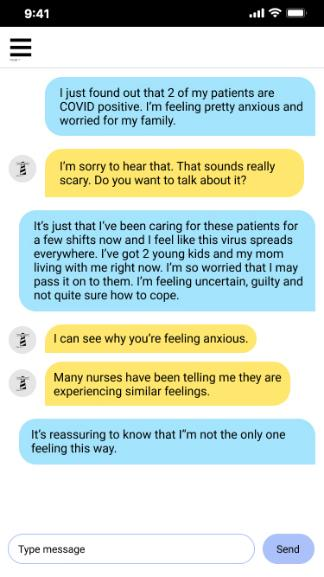 9:41
I just found out that 2 of my patients are
COVID positive. I'm feeling pretty anxious and
worried for my family.
I'm sorry to hear that. That sounds really
scary. Do you want to talk about it?
It's just that I've been caring for these patients for
a few shifts now and I feel like this virus spreads
everywhere. I've got 2 young kids and my mom
living with me right now. I'm so worried that I may
pass it on to them. I'm feeling uncertain, guilty and
not quite sure how to cope.
I can see why you're feeling anxious.
Many nurses have been telling me they are
experiencing similar feelings.
It's reassuring to know that I"m not the only one
feeling this way.
Type message
Send